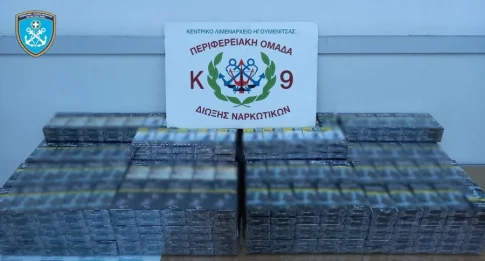 ΚΕΝΤΡΙΚΟ ΛΙΜΕΝΑΡΧΕΙΟ ΗΓΟΥΜΕΝΙΤΣΑΣ
ΠΕΡΙΦΕΡΕΙΑΚΗ ΟΜΑΔΑ
Κ 9
ΔΙΩΞΗΣ ΝΑΡΚΩΤΙΚΩΝ